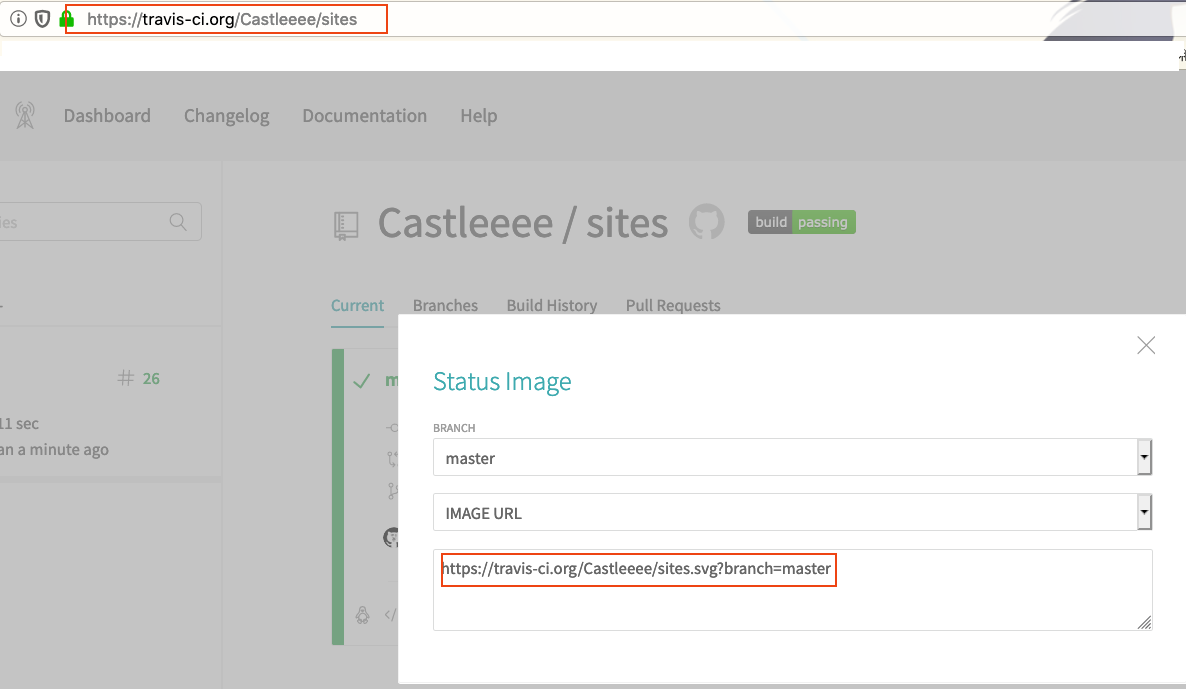 https://travis-ci.org/Castleeee/sites
Dashboard Changelog Documentation Help
Castleeee / sites build passing
Current Branches Build History Pull Requests
Status Image
# 26
BRANCH
11 sec
an a minute ago
master
IMAGE URL
https://travis-ci.org/Castleeee/sites.svg?branch=master